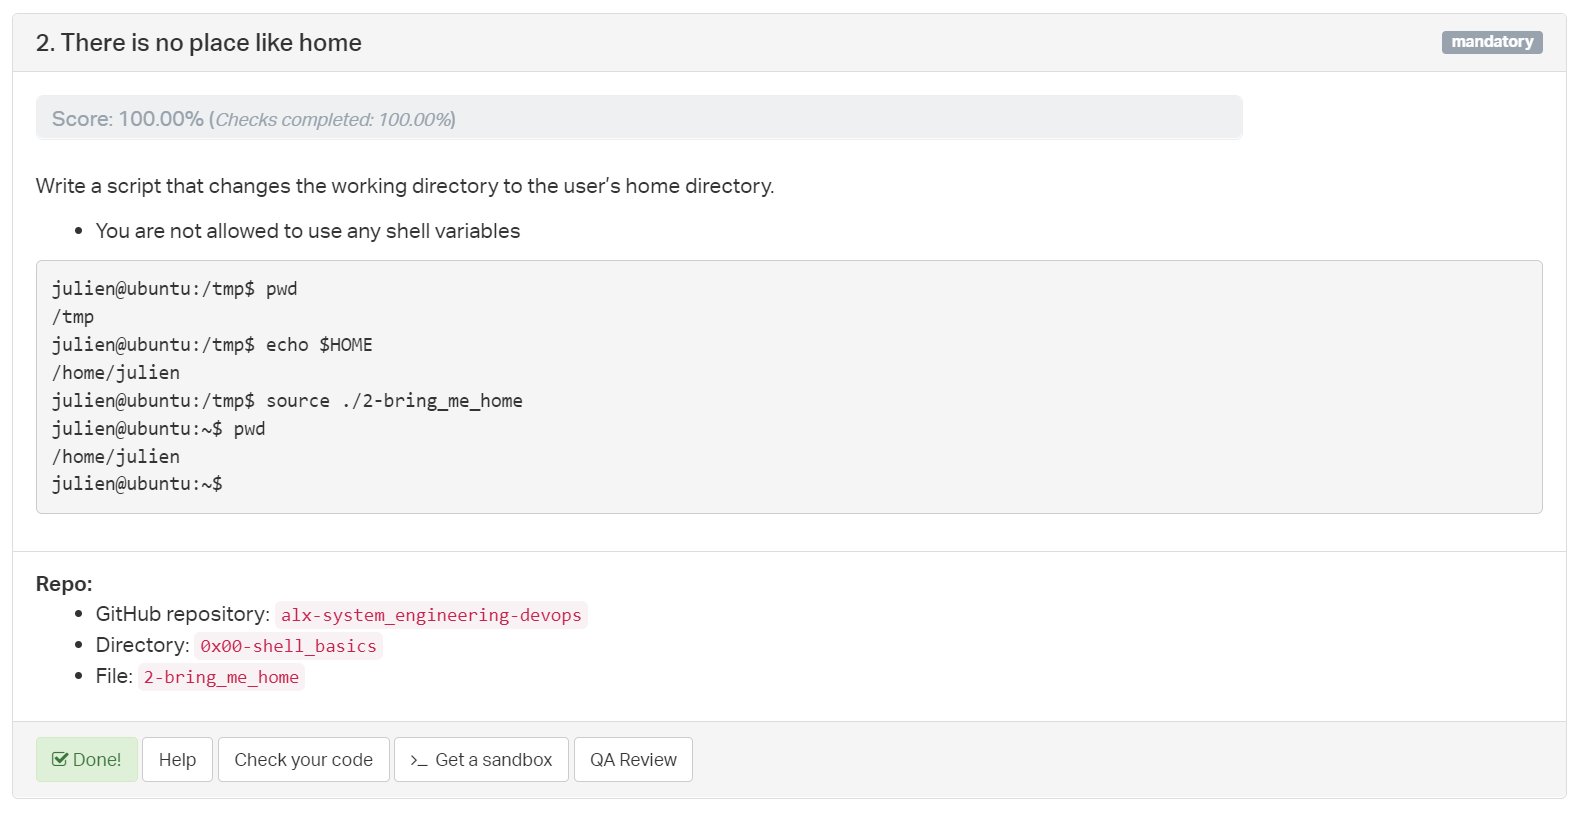 2. There is no place like home
mandatory
Score: 100.00% (Checks completed: 100.00%)
Write a script that changes the working directory to the user's home directory.
• You are not allowed to use any shell variables
julien@ubuntu:/tmp$ pwd
/tmp
julien@ubuntu:/tmp$ echo $HOME
/home/julien
julien@ubuntu:/tmp$ source ./2-bring_me_home
julien@ubuntu:~$ pwd
/home/julien
julien@ubuntu:~$
Repo:
• GitHub repository: alx-system_engineering-devops
• Directory: 0x00-shell_basics
• File: 2-bring_me_home
Done! Help Check your code >_ Get a sandbox QA Review